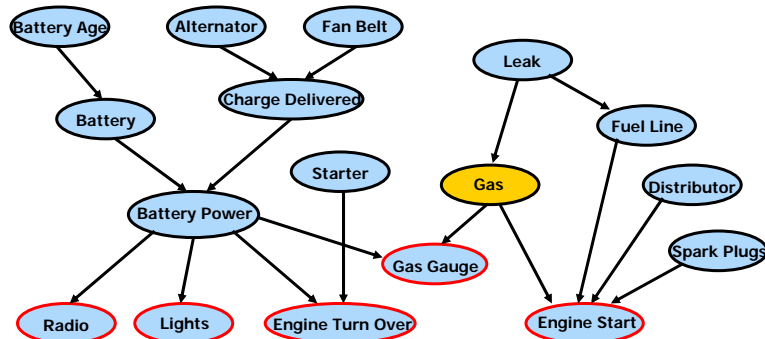 Battery Age
Alternator
Fan Belt
Leak
Charge Delivered
Battery
Fuel Line
Starter
Gas
Distributor
Battery Power
Spark Plugs
Gas Gauge
Radio
Lights
Engine Turn Over
Engine Start